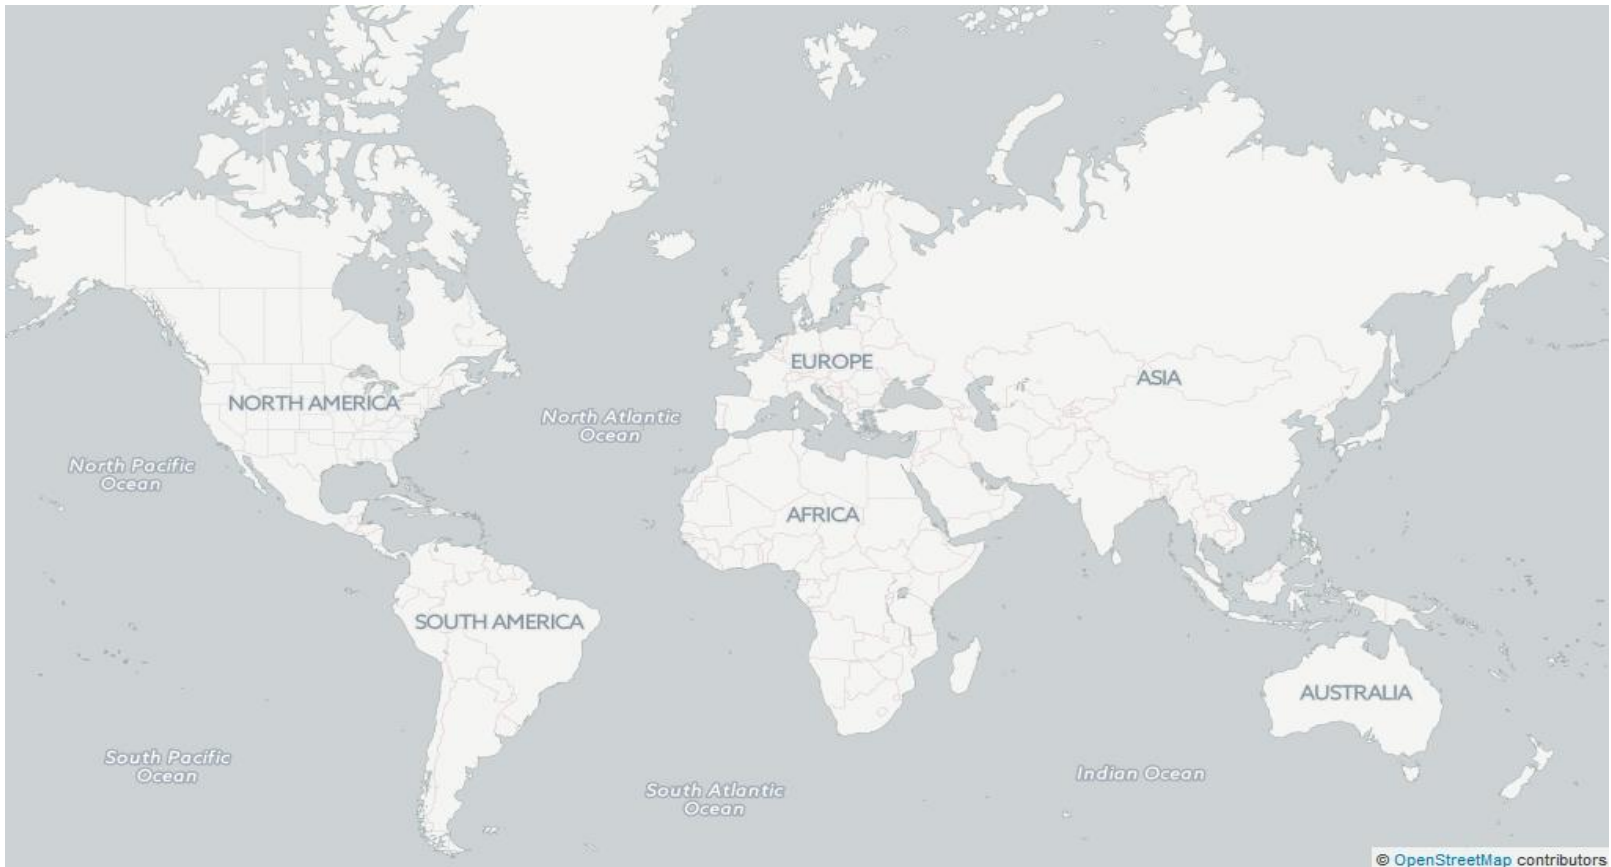 EUROPE
ASIA
NORTH AMERICA
North Atlantic
Ocean
North Pacific
Ocean
AFRICA
SOUTH AMERICA
AUSTRALIA
South Pacific
Ocean
Indian Ocean
South Atlantic
Ocean
© OpenStreetMap contributors